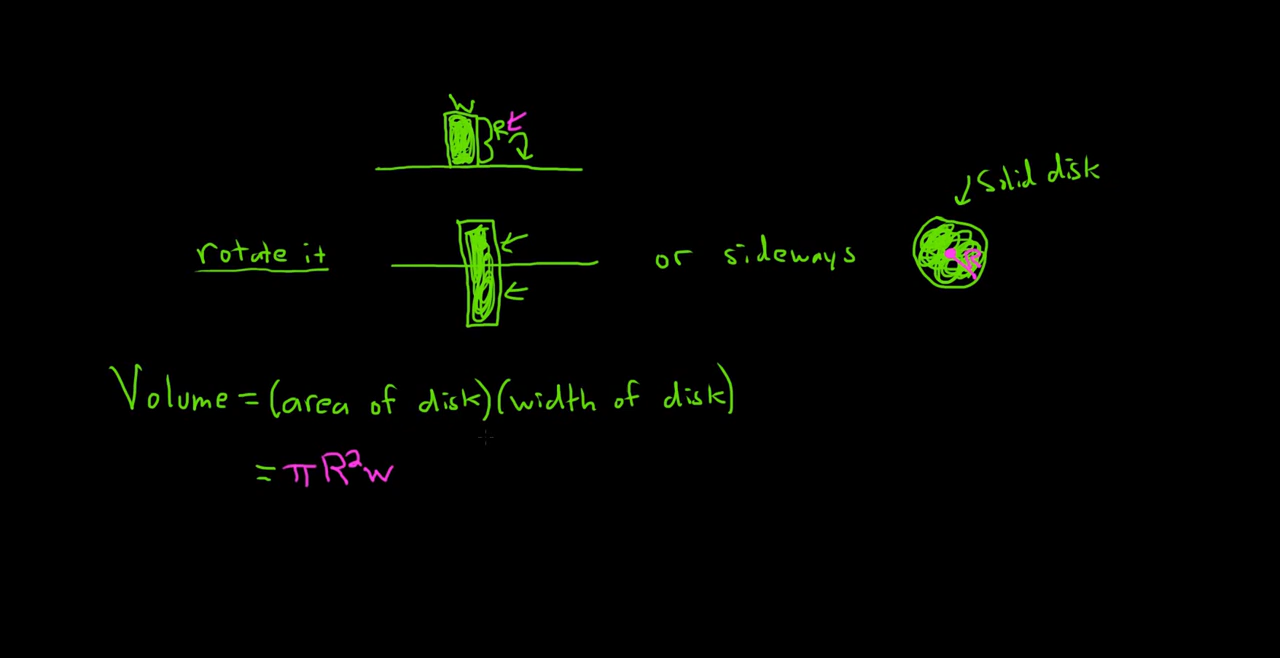 W
R
rotate it
or sideways
Solid disk
R
Volume = (area of disk)(width of disk)
= πR²w